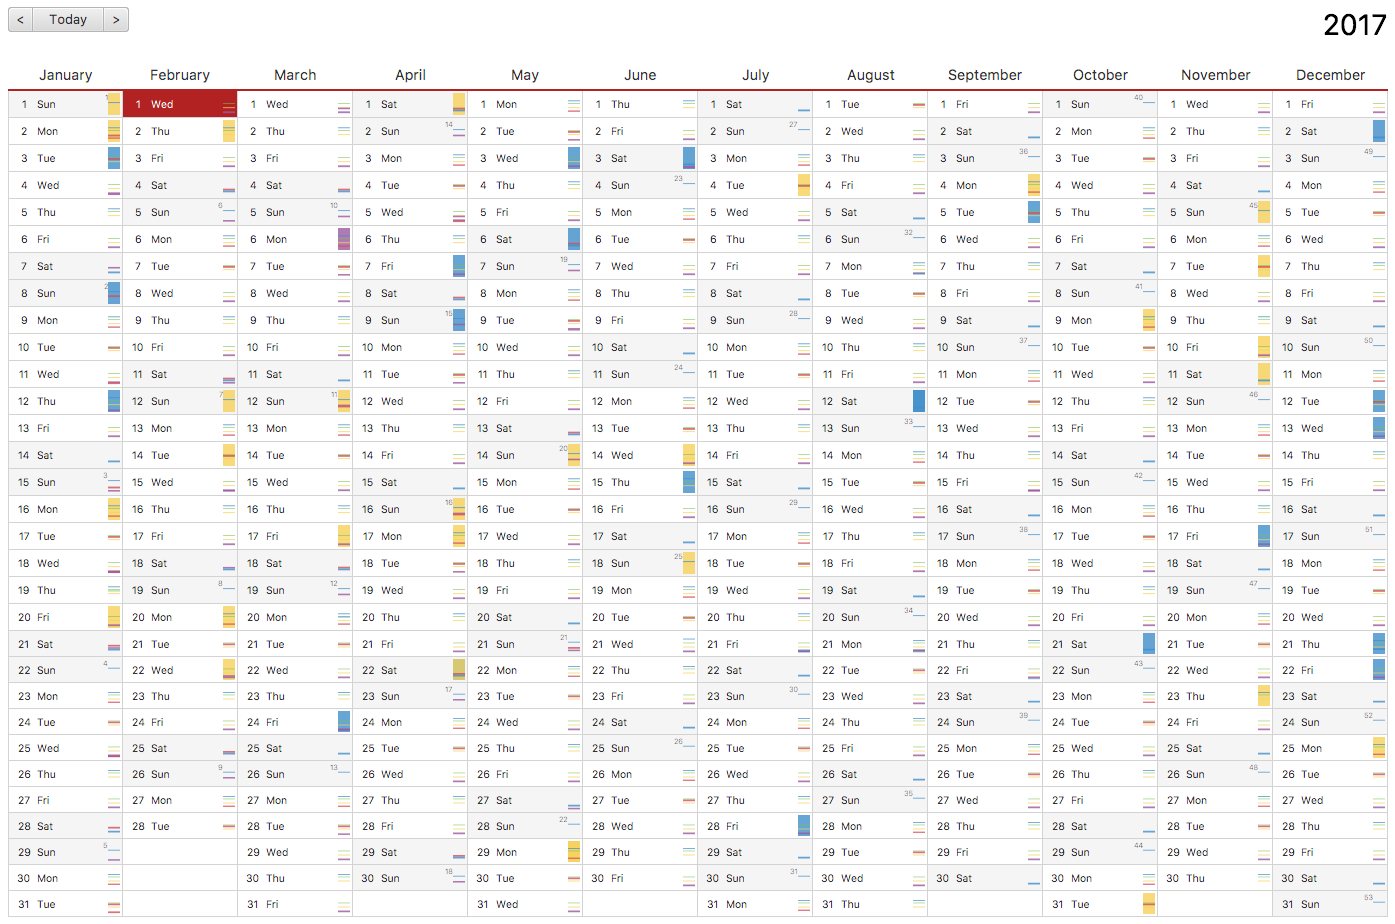 < Today >
2017
January February March April May June July August September October November December
1 Sun 1 1 Wed 1 Wed 1 Sat 1 Mon 1 Thu 1 Sat 1 Tue 1 Fri 1 Sun 40 1 Wed 1 Fri
2 Mon 2 Thu 2 Thu 2 Sun 14 2 Tue 2 Fri 2 Sun 27 2 Wed 2 Sat 2 Mon 2 Thu 2 Sat
3 Tue 3 Fri 3 Fri 3 Mon 3 Wed 3 Sat 3 Mon 3 Thu 3 Sun 36 3 Tue 3 Fri 3 Sun 49
4 Wed 4 Sat 4 Sat 4 Tue 4 Thu 4 Sun 23 4 Tue 4 Fri 4 Mon 4 Wed 4 Sat 4 Mon
5 Thu 5 Sun 6 5 Sun 10 5 Wed 5 Fri 5 Mon 5 Wed 5 Sat 5 Tue 5 Thu 5 Sun 45 5 Tue
6 Fri 6 Mon 6 Mon 6 Thu 6 Sat 6 Tue 6 Thu 6 Sun 32 6 Wed 6 Fri 6 Mon 6 Wed
7 Sat 7 Tue 7 Tue 7 Fri 7 Sun 19 7 Wed 7 Fri 7 Mon 7 Thu 7 Sat 7 Tue 7 Thu
8 Sun 2 8 Wed 8 Wed 8 Sat 8 Mon 8 Thu 8 Sat 8 Tue 8 Fri 8 Sun 41 8 Wed 8 Fri
9 Mon 9 Thu 9 Thu 9 Sun 15 9 Tue 9 Fri 9 Sun 28 9 Wed 9 Sat 9 Mon 9 Thu 9 Sat
10 Tue 10 Fri 10 Fri 10 Mon 10 Wed 10 Sat 10 Mon 10 Thu 10 Sun 37 10 Tue 10 Fri 10 Sun 50
11 Wed 11 Sat 11 Sat 11 Tue 11 Thu 11 Sun 24 11 Tue 11 Fri 11 Mon 11 Wed 11 Sat 11 Mon
12 Thu 12 Sun 7 12 Sun 11 12 Wed 12 Fri 12 Mon 12 Wed 12 Sat 12 Tue 12 Thu 12 Sun 46 12 Tue
13 Fri 13 Mon 13 Mon 13 Thu 13 Sat 13 Tue 13 Thu 13 Sun 33 13 Wed 13 Fri 13 Mon 13 Wed
14 Sat 14 Tue 14 Tue 14 Fri 14 Sun 20 14 Wed 14 Fri 14 Mon 14 Thu 14 Sat 14 Tue 14 Thu
15 Sun 3 15 Wed 15 Wed 15 Sat 15 Mon 15 Thu 15 Sat 15 Tue 15 Fri 15 Sun 42 15 Wed 15 Fri
16 Mon 16 Thu 16 Thu 16 Sun 16 16 Tue 16 Fri 16 Sun 29 16 Wed 16 Sat 16 Mon 16 Thu 16 Sat
17 Tue 17 Fri 17 Fri 17 Mon 17 Wed 17 Sat 17 Mon 17 Thu 17 Sun 38 17 Tue 17 Fri 17 Sun 51
18 Wed 18 Sat 18 Sat 18 Tue 18 Thu 18 Sun 25 18 Tue 18 Fri 18 Mon 18 Wed 18 Sat 18 Mon
19 Thu 19 Sun 8 19 Sun 12 19 Wed 19 Fri 19 Mon 19 Wed 19 Sat 19 Tue 19 Thu 19 Sun 47 19 Tue
20 Fri 20 Mon 20 Mon 20 Thu 20 Sat 20 Tue 20 Thu 20 Sun 34 20 Wed 20 Fri 20 Mon 20 Wed
21 Sat 21 Tue 21 Tue 21 Fri 21 Sun 21 21 Wed 21 Fri 21 Mon 21 Thu 21 Sat 21 Tue 21 Thu
22 Sun 4 22 Wed 22 Wed 22 Sat 22 Mon 22 Thu 22 Sat 22 Tue 22 Fri 22 Sun 43 22 Wed 22 Fri
23 Mon 23 Thu 23 Thu 23 Sun 17 23 Tue 23 Fri 23 Sun 30 23 Wed 23 Sat 23 Mon 23 Thu 23 Sat
24 Tue 24 Fri 24 Fri 24 Mon 24 Wed 24 Sat 24 Mon 24 Thu 24 Sun 39 24 Tue 24 Fri 24 Sun 52
25 Wed 25 Sat 25 Sat 25 Tue 25 Thu 25 Sun 26 25 Tue 25 Fri 25 Mon 25 Wed 25 Sat 25 Mon
26 Thu 26 Sun 9 26 Sun 13 26 Wed 26 Fri 26 Mon 26 Wed 26 Sat 26 Tue 26 Thu 26 Sun 48 26 Tue
27 Fri 27 Mon 27 Mon 27 Thu 27 Sat 27 Tue 27 Thu 27 Sun 35 27 Wed 27 Fri 27 Mon 27 Wed
28 Sat 28 Tue 28 Tue 28 Fri 28 Sun 22 28 Wed 28 Fri 28 Mon 28 Thu 28 Sat 28 Tue 28 Thu
29 Sun 5 29 Wed 29 Sat 29 Mon 29 Thu 29 Sat 29 Tue 29 Fri 29 Sun 44 29 Wed 29 Fri
30 Mon 30 Thu 30 Sun 18 30 Tue 30 Fri 30 Sun 31 30 Wed 30 Sat 30 Mon 30 Thu 30 Sat
31 Tue 31 Fri 31 Wed 31 Mon 31 Thu 31 Tue 31 Sun 53